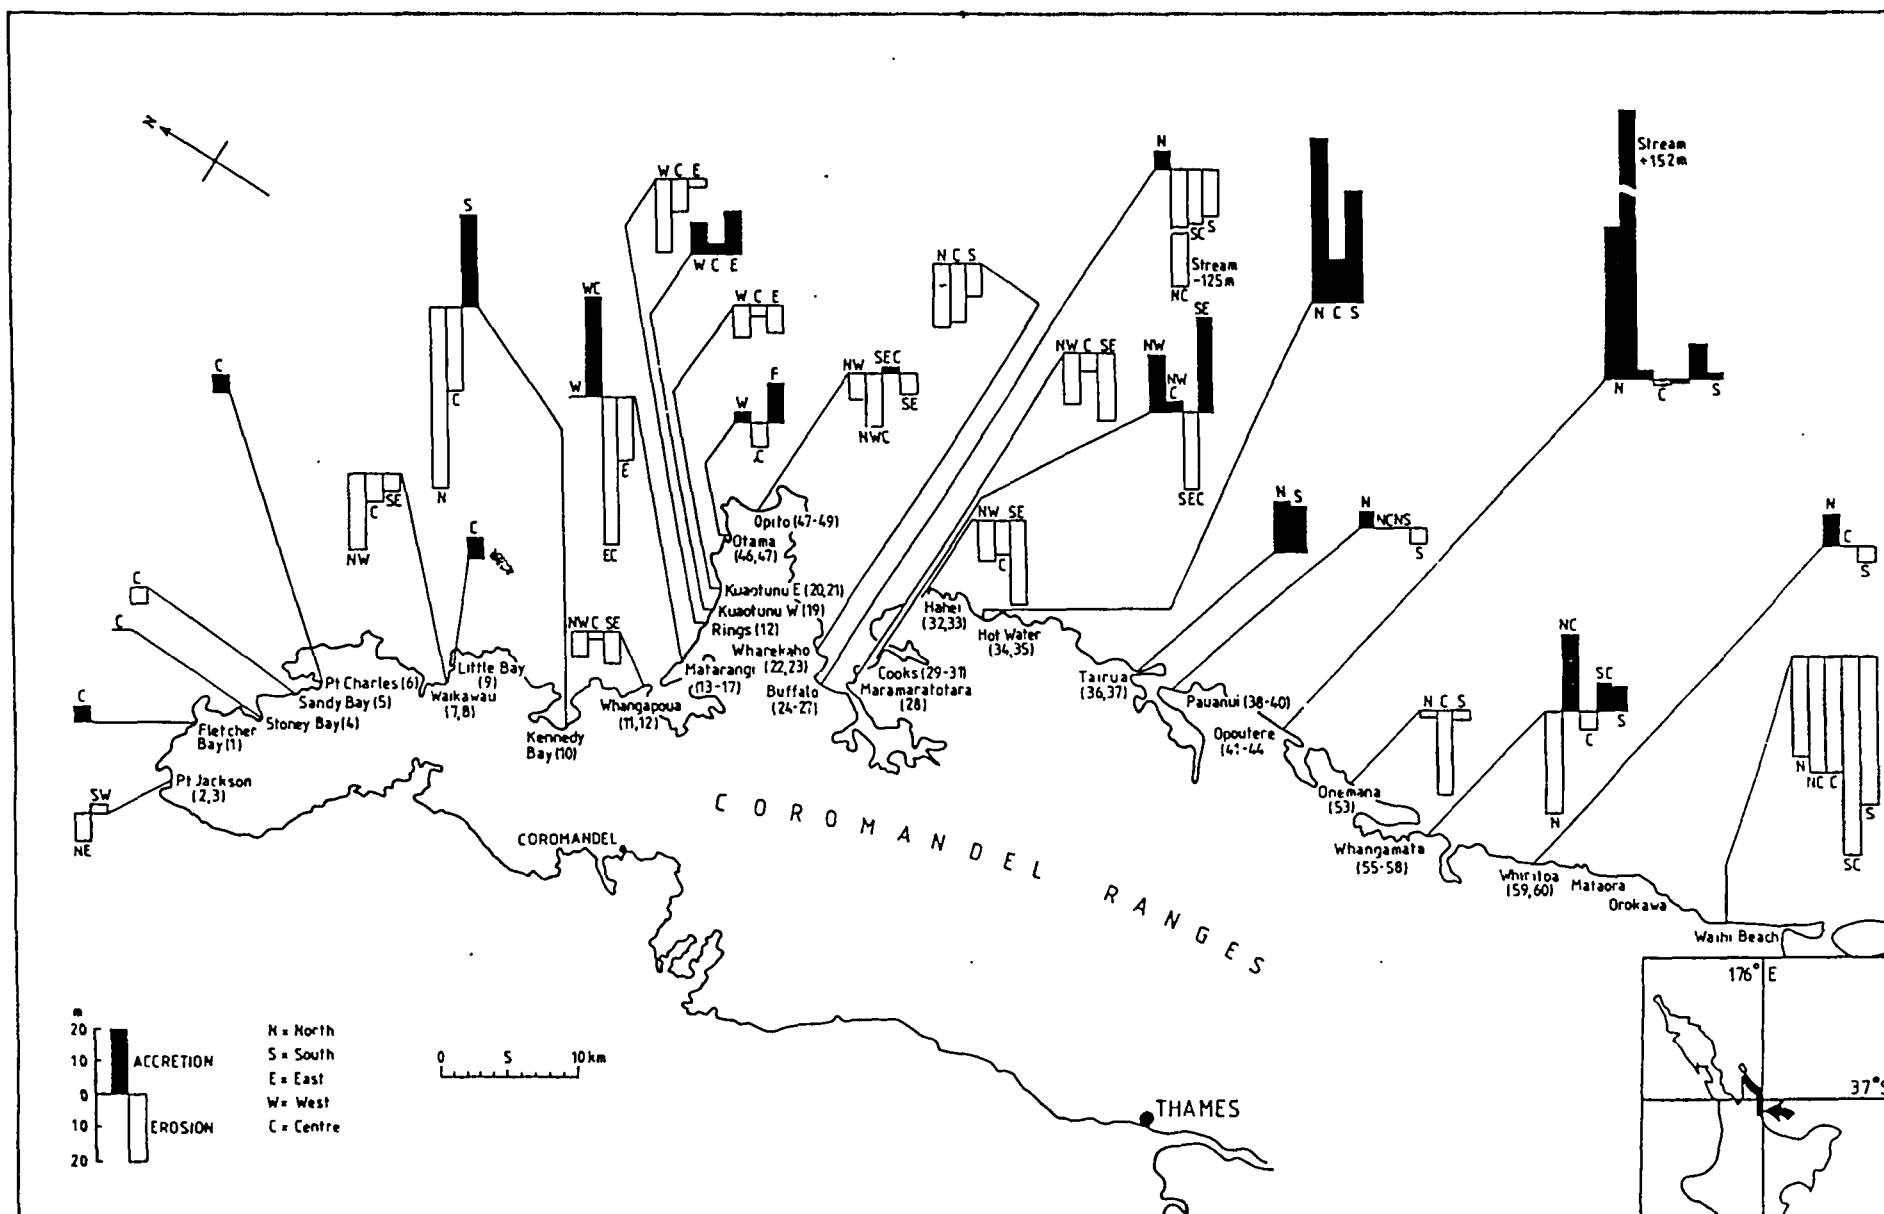 N
W C E
W C E
S
N
C
WC
W
EC
E
W C E
W
F
C
NW
SEC
NWC
SE
N C S
N
SC
S
Stream
-125m
NC
NW C SE
NW
NW
C
SE
SEC
N C S
Stream
+152m
N
C
S
C
NW
C
SE
C
NW C SE
NW SE
C
N S
N
NC NS
S
N
C
S
C
C
C
SW
NE
N C S
NC
SC
N
C
S
N
NC
C
SC
S
Opito (47-49)
Otama
(46,47)
Kuaotunu E (20,21)
Kuaotunu W (19)
Rings (12)
Wharekaho
(22,23)
Matarangi
(13-17)
Buffalo
(24-27)
Whangapoua
(11,12)
Kennedy
Bay (10)
Little Bay
(9)
Waikawau
(7,8)
Pt Charles (6)
Sandy Bay (5)
Stoney Bay (4)
Fletcher
Bay (1)
Pt Jackson
(2,3)
Hahei
(32,33)
Hot Water
(34,35)
Cooks (29-31)
Maramaratotara
(28)
Tairua
(36,37)
Pauanui (38-40)
Opoutere
(41-44
Onemana
(53)
Whangamata
(55-58)
Whiritoa
(59,60)
Mataora
Orokawa
Waihi Beach
COROMANDEL
COROMANDEL RANGES
THAMES
m
20
10
0
10
20
ACCRETION
EROSION
N = North
S = South
E = East
W = West
C = Centre
0 5 10 km
176° E
37°S